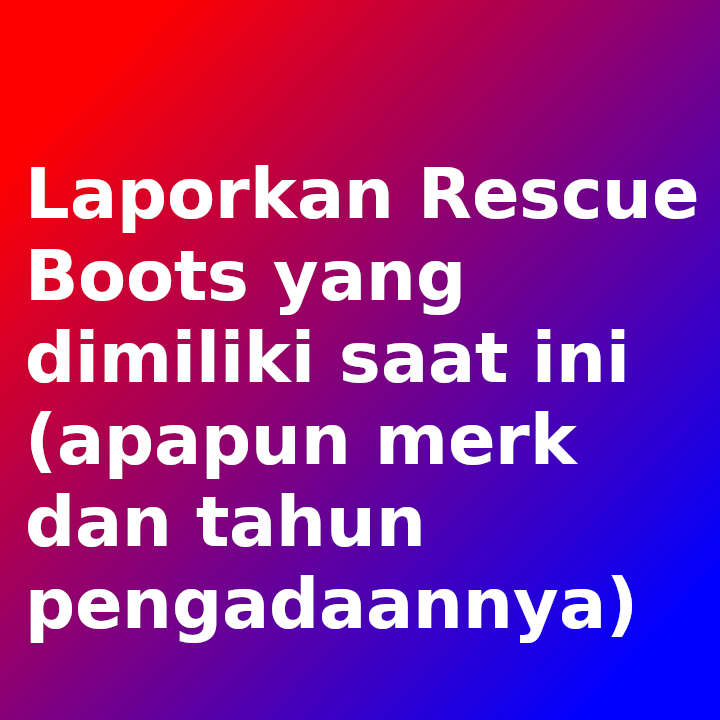 Laporkan Rescue
Boots yang
dimiliki saat ini
(apapun merk
dan tahun
pengadaannya)